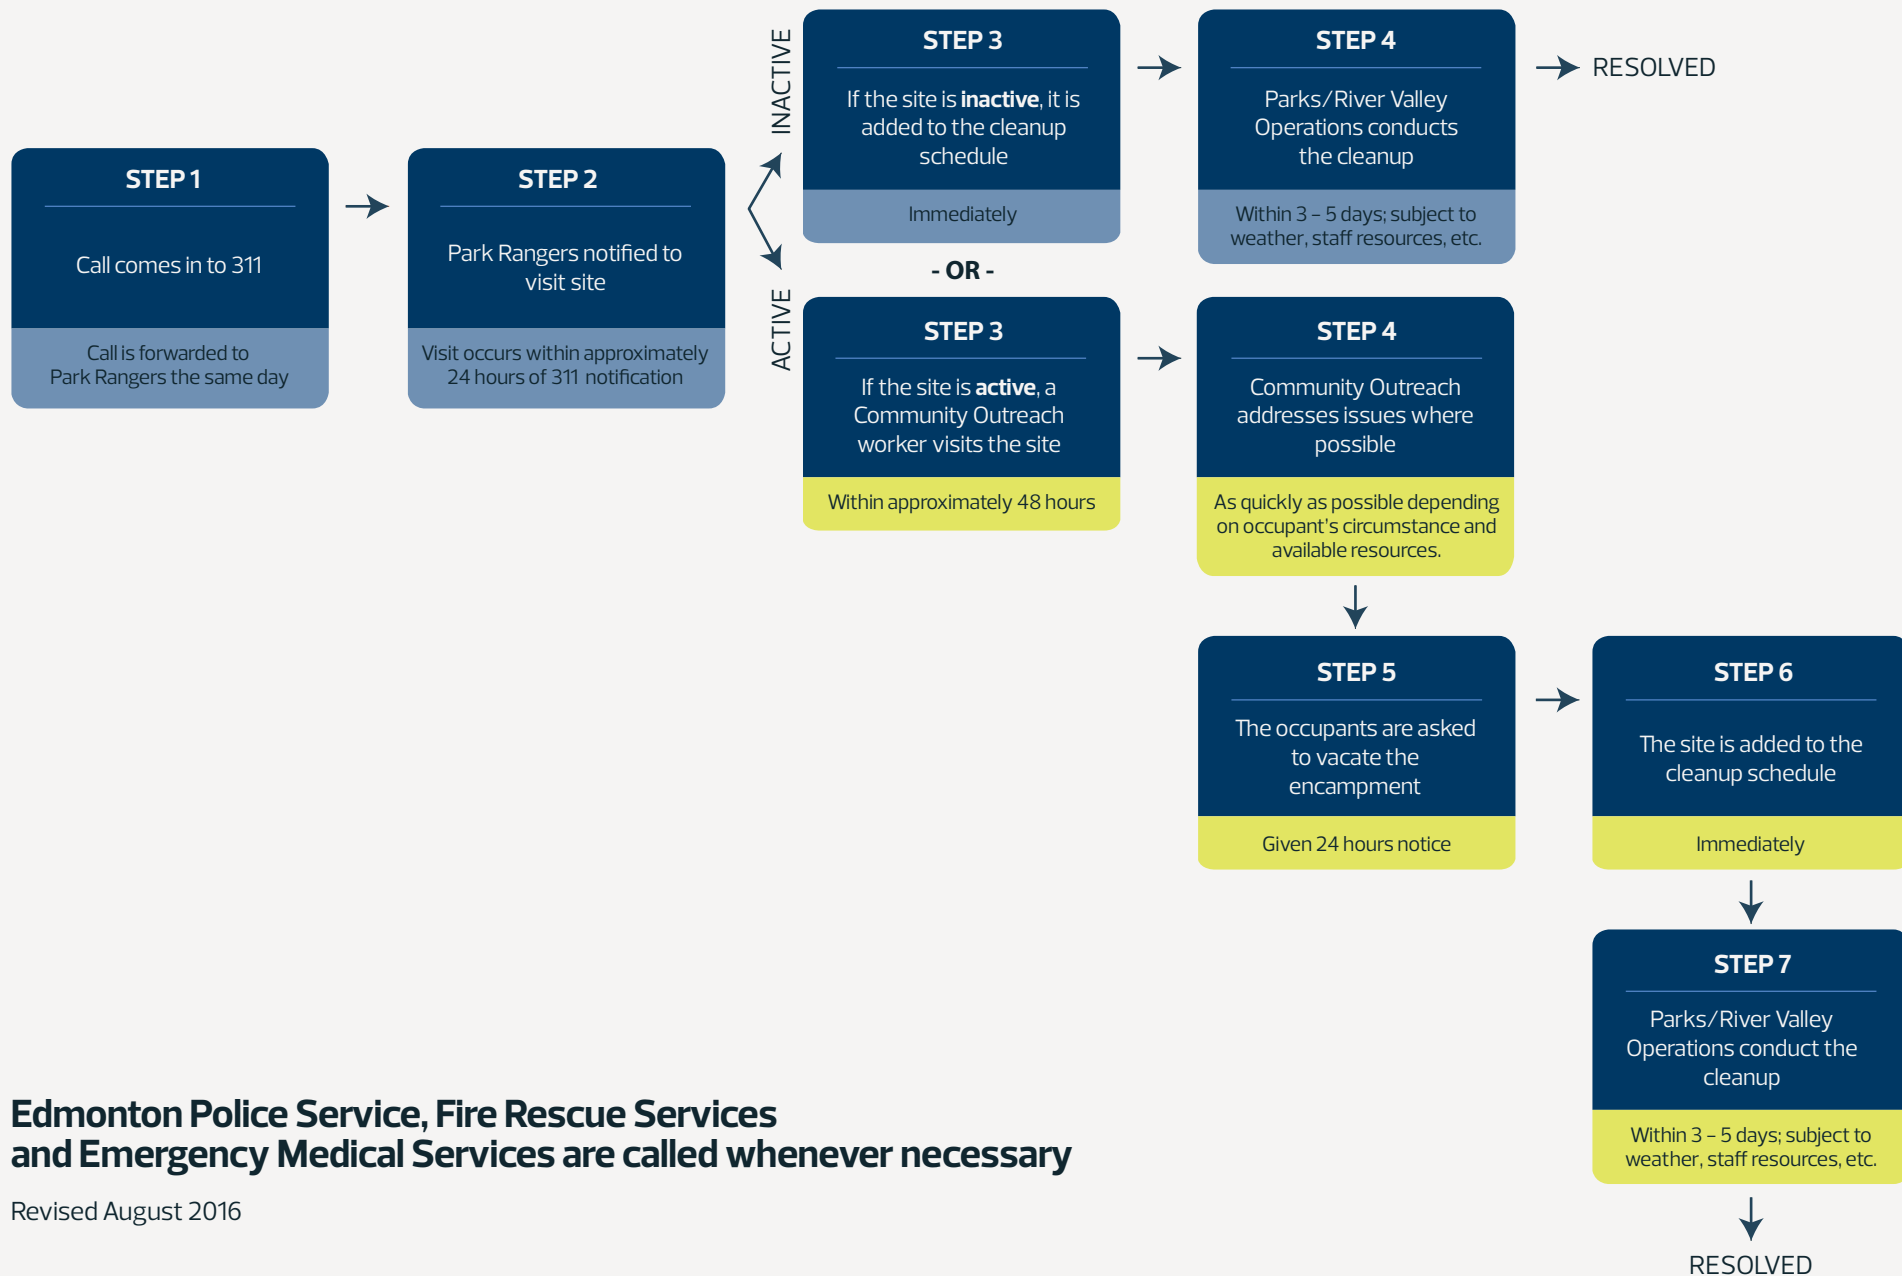 STEP 1
Call comes in to 311
Call is forwarded to
Park Rangers the same day
STEP 2
Park Rangers notified to
visit site
Visit occurs within approximately
24 hours of 311 notification
INACTIVE
STEP 3
If the site is inactive, it is
added to the cleanup
schedule
Immediately
STEP 4
Parks/River Valley
Operations conducts
the cleanup
Within 3 – 5 days; subject to
weather, staff resources, etc.
RESOLVED
- OR -
ACTIVE
STEP 3
If the site is active, a
Community Outreach
worker visits the site
Within approximately 48 hours
STEP 4
Community Outreach
addresses issues where
possible
As quickly as possible depending
on occupant's circumstance and
available resources.
STEP 5
The occupants are asked
to vacate the
encampment
Given 24 hours notice
STEP 6
The site is added to the
cleanup schedule
Immediately
STEP 7
Parks/River Valley
Operations conduct the
cleanup
Within 3 – 5 days; subject to
weather, staff resources, etc.
RESOLVED
Edmonton Police Service, Fire Rescue Services
and Emergency Medical Services are called whenever necessary
Revised August 2016